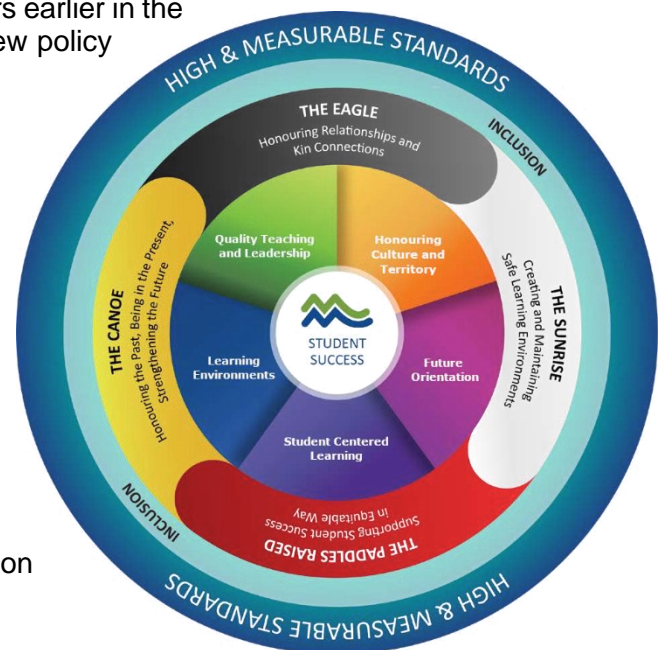 rs earlier in the
ew policy
HIGH & MEASURABLE STANDARDS
INCLUSION
THE EAGLE
Honouring Relationships and
Kin Connections
THE SUNRISE
Creating and Maintaining
Safe Learning Environments
THE CANOE
Honouring the Past, Being in the Present,
Strengthening the Future
Quality Teaching
and Leadership
Honouring
Culture and
Territory
STUDENT
SUCCESS
Learning
Environments
Future
Orientation
Student Centered
Learning
THE PADDLES RAISED
Supporting Student Success
in Equitable Way
INCLUSION
on
HIGH & MEASURABLE STANDARDS